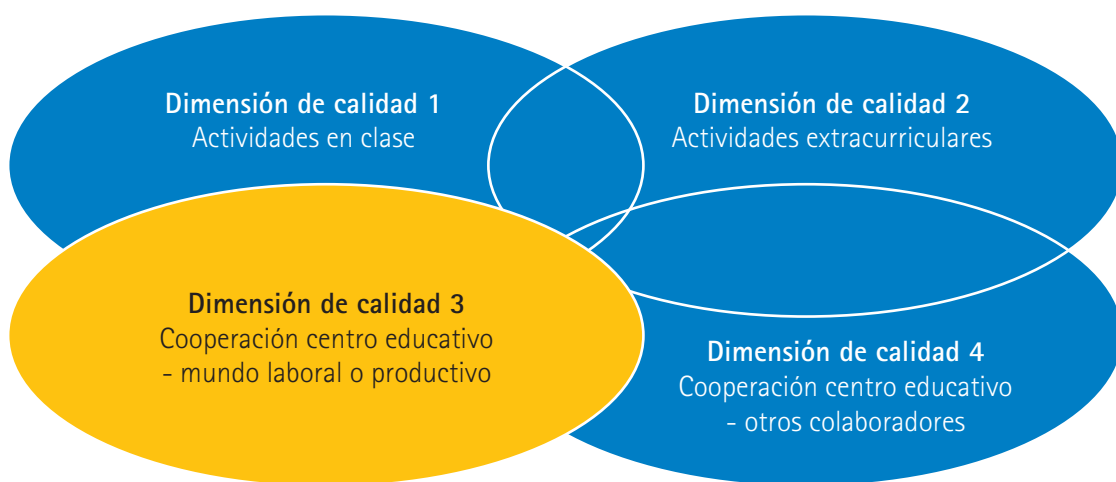 Dimensión de calidad 1
Actividades en clase
Dimensión de calidad 2
Actividades extracurriculares
Dimensión de calidad 3
Cooperación centro educativo
- mundo laboral o productivo
Dimensión de calidad 4
Cooperación centro educativo
- otros colaboradores